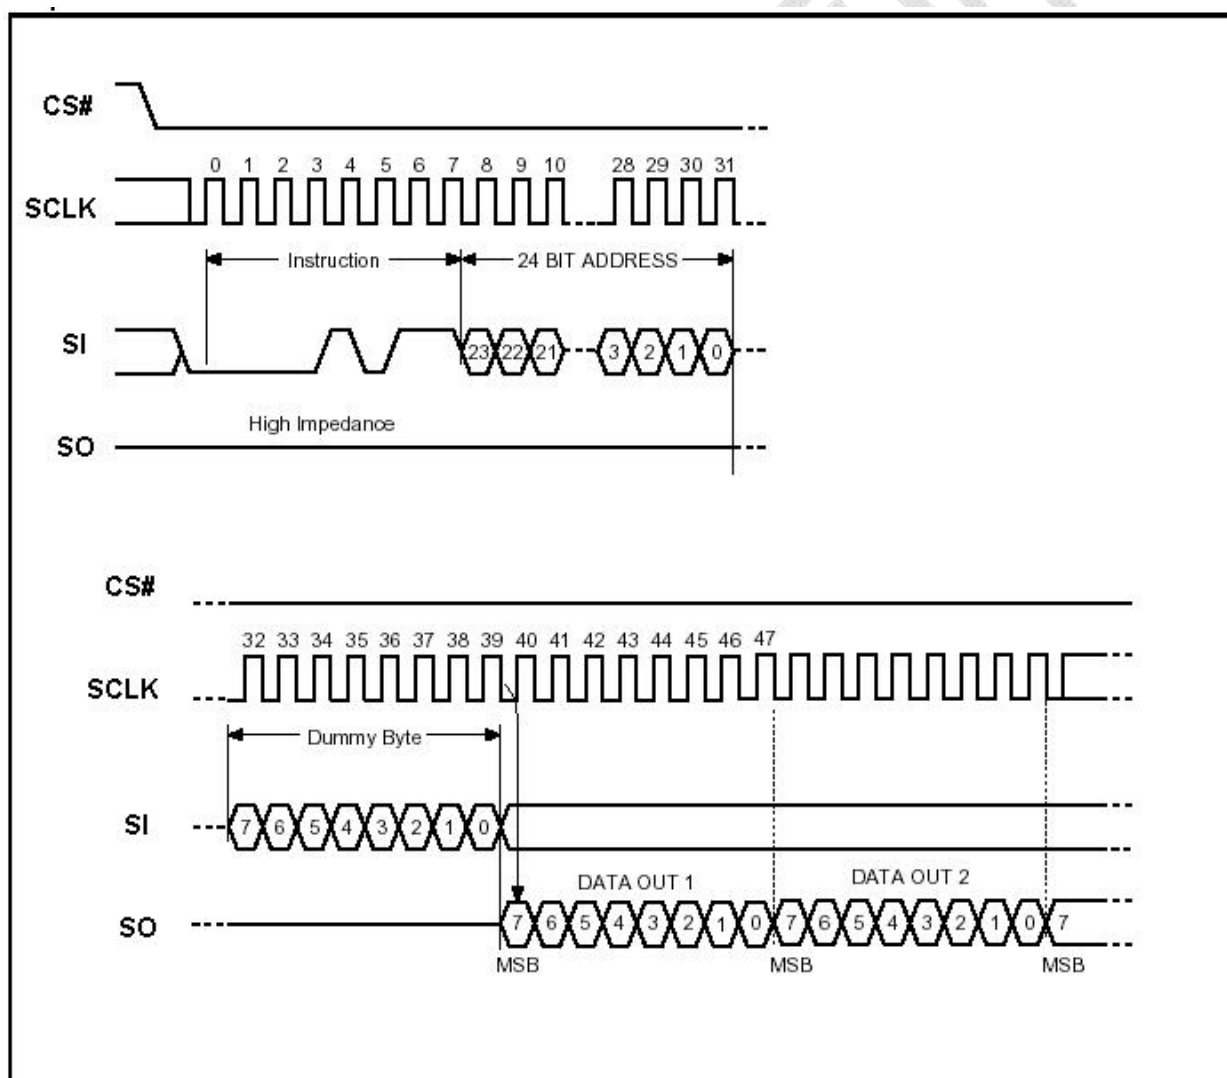 CS#
0 1 2 3 4 5 6 7 8 9 10 28 29 30 31
SCLK
Instruction 24 BIT ADDRESS
SI 23 22 21 3 2 1 0
High Impedance
SO
CS#
32 33 34 35 36 37 38 39 40 41 42 43 44 45 46 47
SCLK
Dummy Byte
SI 7 6 5 4 3 2 1 0
DATA OUT 1 DATA OUT 2
SO 7 6 5 4 3 2 1 0 7 6 5 4 3 2 1 0 7
MSB MSB MSB